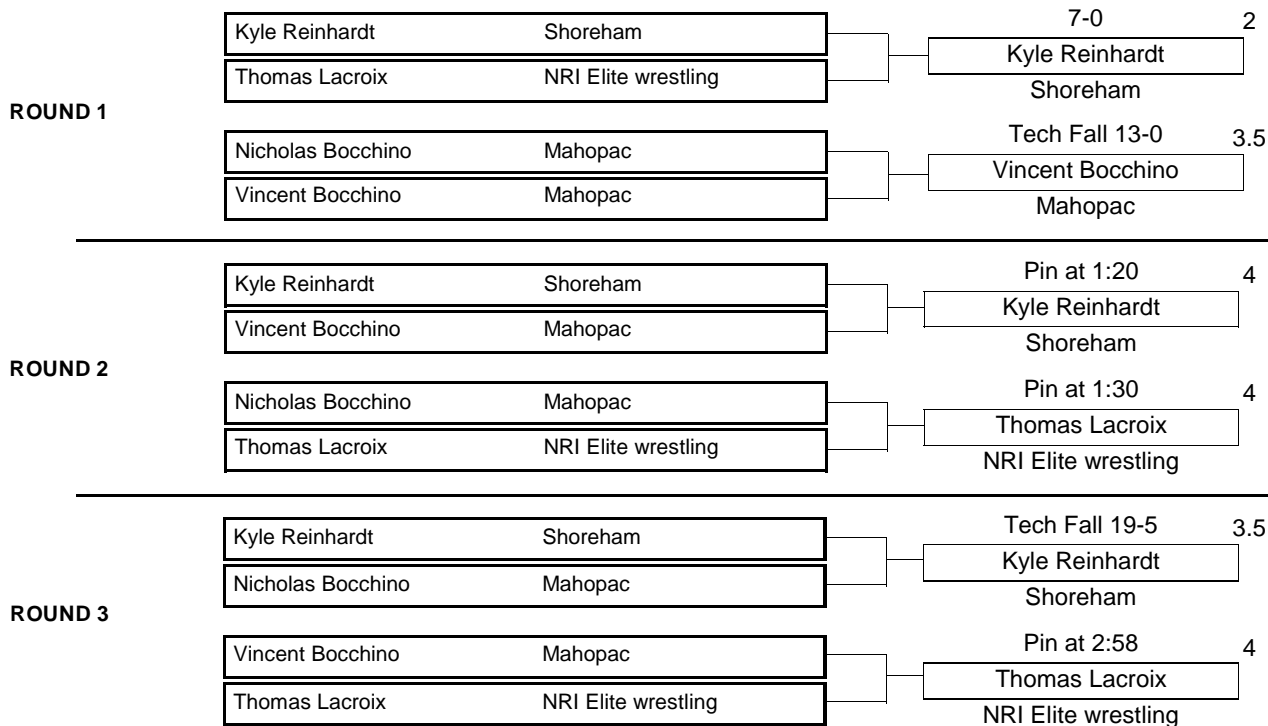 7-0 2
Kyle Reinhardt Shoreham
Kyle Reinhardt
Thomas Lacroix NRI Elite wrestling
Shoreham
ROUND 1
Tech Fall 13-0 3.5
Nicholas Bocchino Mahopac
Vincent Bocchino
Vincent Bocchino Mahopac
Mahopac
Pin at 1:20 4
Kyle Reinhardt Shoreham
Kyle Reinhardt
Vincent Bocchino Mahopac
Shoreham
ROUND 2
Pin at 1:30 4
Nicholas Bocchino Mahopac
Thomas Lacroix
Thomas Lacroix NRI Elite wrestling
NRI Elite wrestling
Tech Fall 19-5 3.5
Kyle Reinhardt Shoreham
Kyle Reinhardt
Nicholas Bocchino Mahopac
Shoreham
ROUND 3
Pin at 2:58 4
Vincent Bocchino Mahopac
Thomas Lacroix
Thomas Lacroix NRI Elite wrestling
NRI Elite wrestling